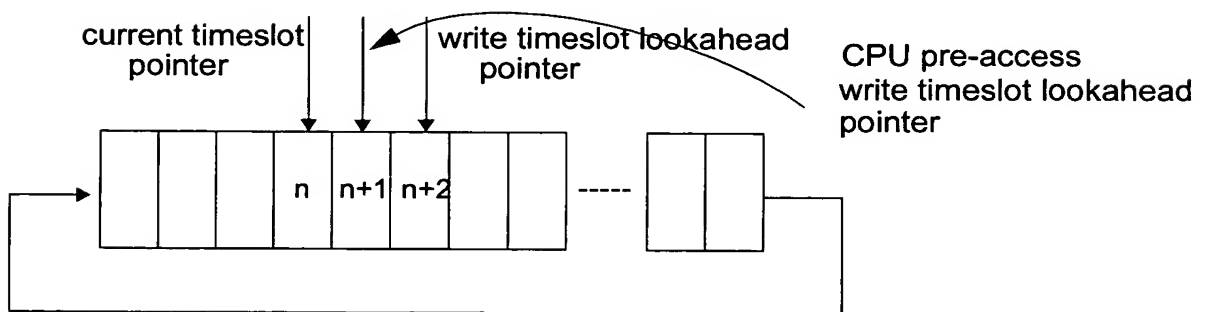 current timeslot
pointer
write timeslot lookahead
pointer
CPU pre-access
write timeslot lookahead
pointer
n
n+1
n+2